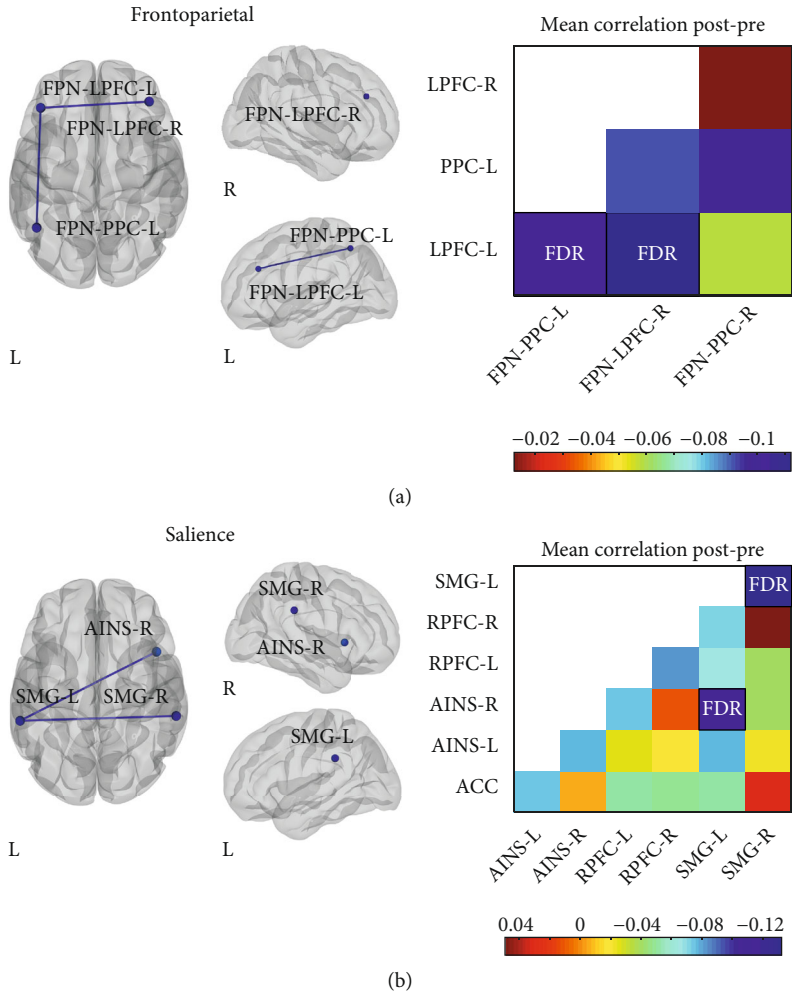 Frontoparietal
FPN-LPFC-L
FPN-LPFC-R
FPN-PPC-L
L
FPN-LPFC-R
R
FPN-PPC-L
FPN-LPFC-L
L
Mean correlation post-pre
LPFC-R
PPC-L
LPFC-L
FDR FDR
FPN-PPC-L FPN-LPFC-R FPN-PPC-R
−0.02 −0.04 −0.06 −0.08 −0.1
(a)
Salience
AINS-R
SMG-L SMG-R
L
SMG-R
AINS-R
R
SMG-L
L
Mean correlation post-pre
SMG-L FDR
RPFC-R
RPFC-L
AINS-R FDR
AINS-L
ACC
AINS-L AINS-R RPFC-L RPFC-R SMG-L SMG-R
0.04 0 −0.04 −0.08 −0.12
(b)